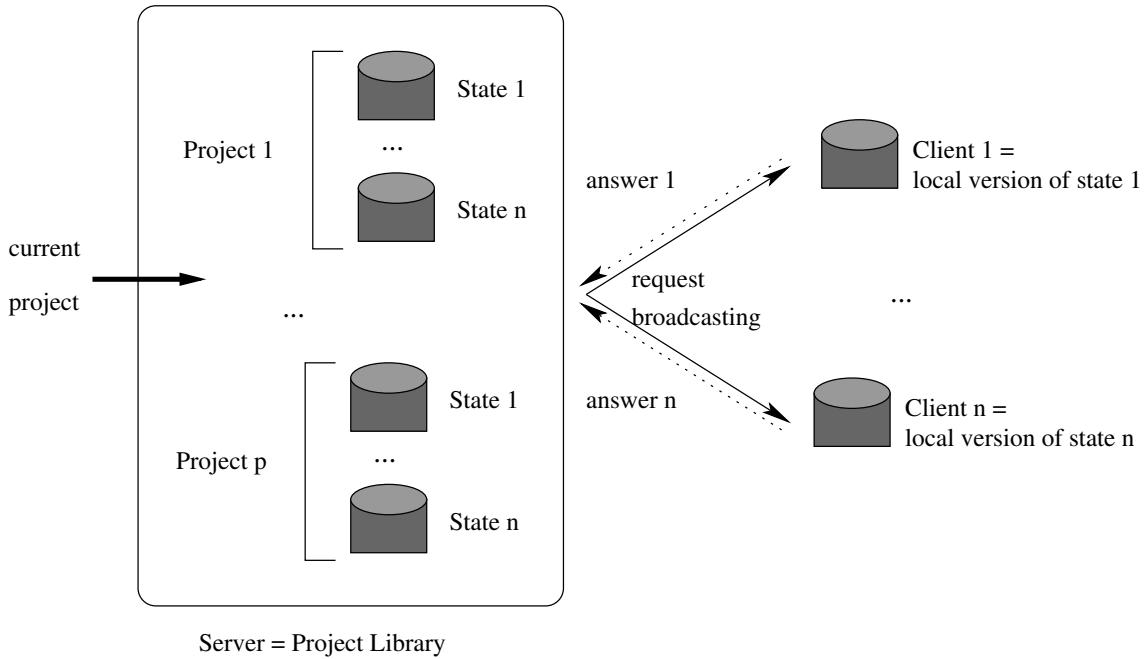 State 1
Project 1
...
State n
current
project
...
State 1
Project p
...
State n
Server = Project Library
answer 1
request
broadcasting
answer n
Client 1 =
local version of state 1
...
Client n =
local version of state n